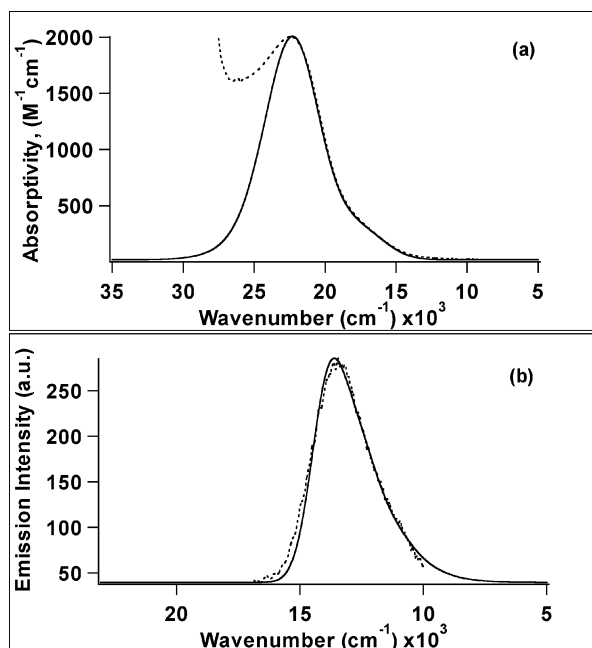 (a)
Absorptivity, (M⁻¹cm⁻¹)
2000
1500
1000
500
35 30 25 20 15 10 5
Wavenumber (cm⁻¹) x10³
(b)
Emission Intensity (a.u.)
250
200
150
100
50
20 15 10 5
Wavenumber (cm⁻¹) x10³